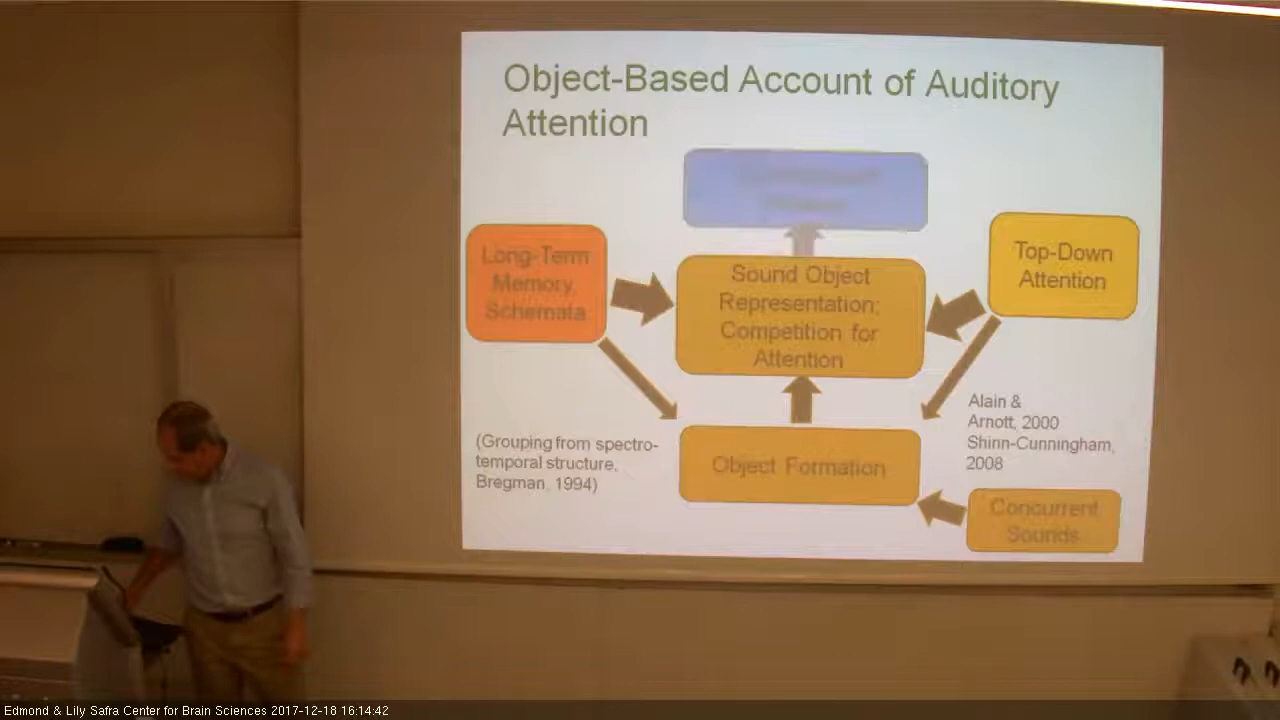 Object-Based Account of Auditory
Attention
Long-Term
Memory,
Schemata
Sound Object
Representation;
Competition for
Attention
Top-Down
Attention
(Grouping from spectro-
temporal structure,
Bregman, 1994)
Object Formation
Alain &
Arnott, 2000
Shinn-Cunningham,
2008
Concurrent
Sounds
Edmond & Lily Safra Center for Brain Sciences 2017-12-18 16:14:42